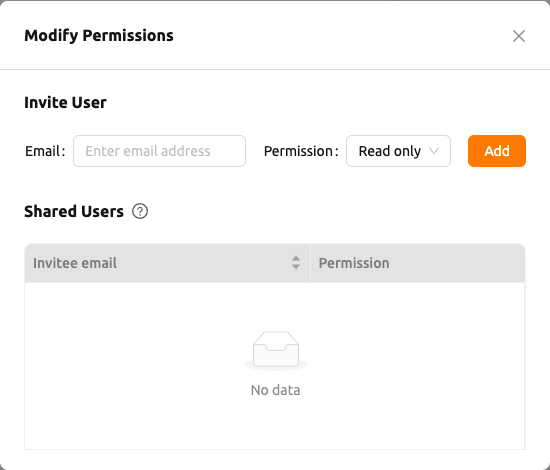 Modify Permissions
Invite User
Email: Enter email address Permission: Read only Add
Shared Users ?
Invitee email Permission
No data